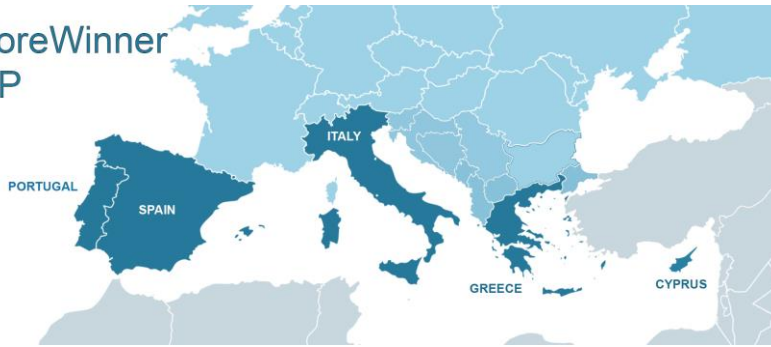 oreWinner
P
ITALY
PORTUGAL
SPAIN
GREECE
CYPRUS